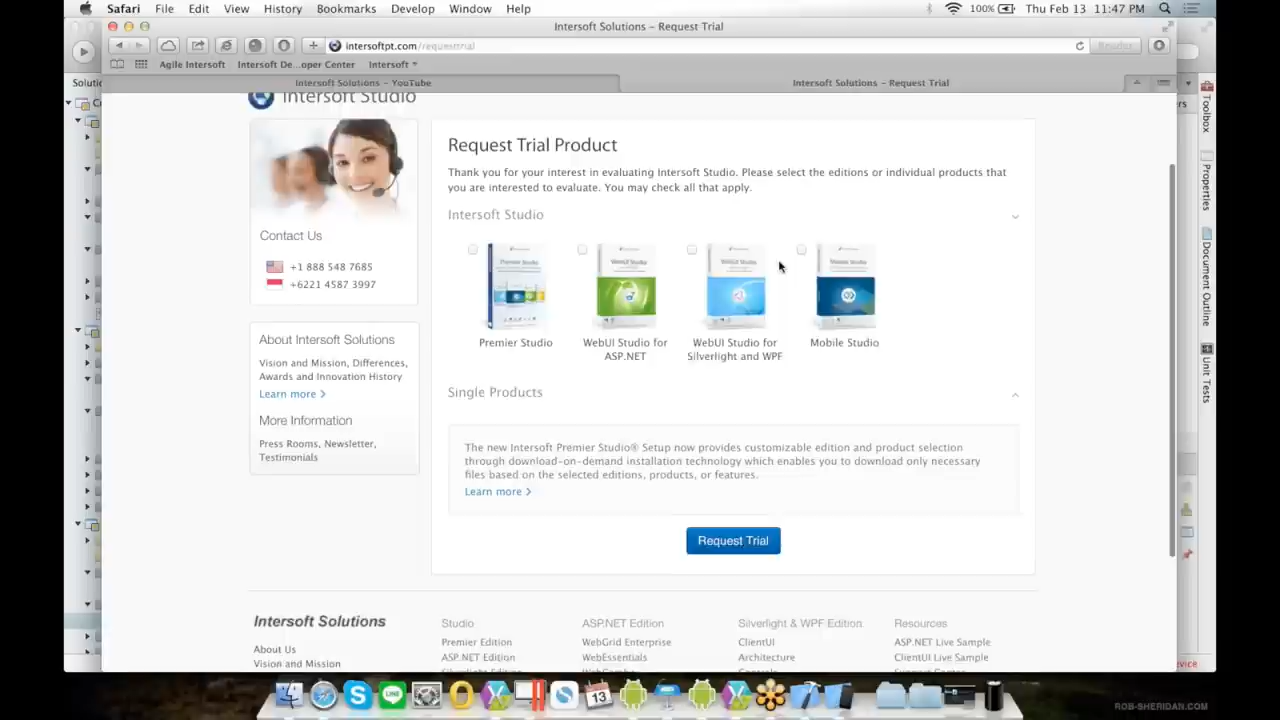 Safari File Edit View History Bookmarks Develop Window Help
100% Thu Feb 13 11:47 PM
Intersoft Solutions – Request Trial
intersoftpt.com/requesttrial
Reader
Agile Intersoft Intersoft De...oper Center Intersoft
Solutio
Intersoft Solutions – YouTube
Intersoft Solutions – Request Trial
Intersoft Studio
Toolbox
Properties
Document Outline
Unit Tests
Request Trial Product
Thank you for your interest in evaluating Intersoft Studio. Please select the editions or individual products that
you are interested to evaluate. You may check all that apply.
Intersoft Studio
Contact Us
+1 888 548 7685
+6221 4587 3997
Premier Studio
WebUI Studio for
ASP.NET
WebUI Studio for
Silverlight and WPF
Mobile Studio
About Intersoft Solutions
Vision and Mission, Differences,
Awards and Innovation History
Learn more
More Information
Press Rooms, Newsletter,
Testimonials
Single Products
The new Intersoft Premier Studio® Setup now provides customizable edition and product selection
through download-on-demand installation technology which enables you to download only necessary
files based on the selected editions, products, or features.
Learn more
Request Trial
Intersoft Solutions
About Us
Vision and Mission
Studio
Premier Edition
ASP.NET Edition
ASP.NET Edition
WebGrid Enterprise
WebEssentials
Silverlight & WPF Edition
ClientUI
Architecture
Resources
ASP.NET Live Sample
ClientUI Live Sample
13
ROB-SHERIDAN.COM